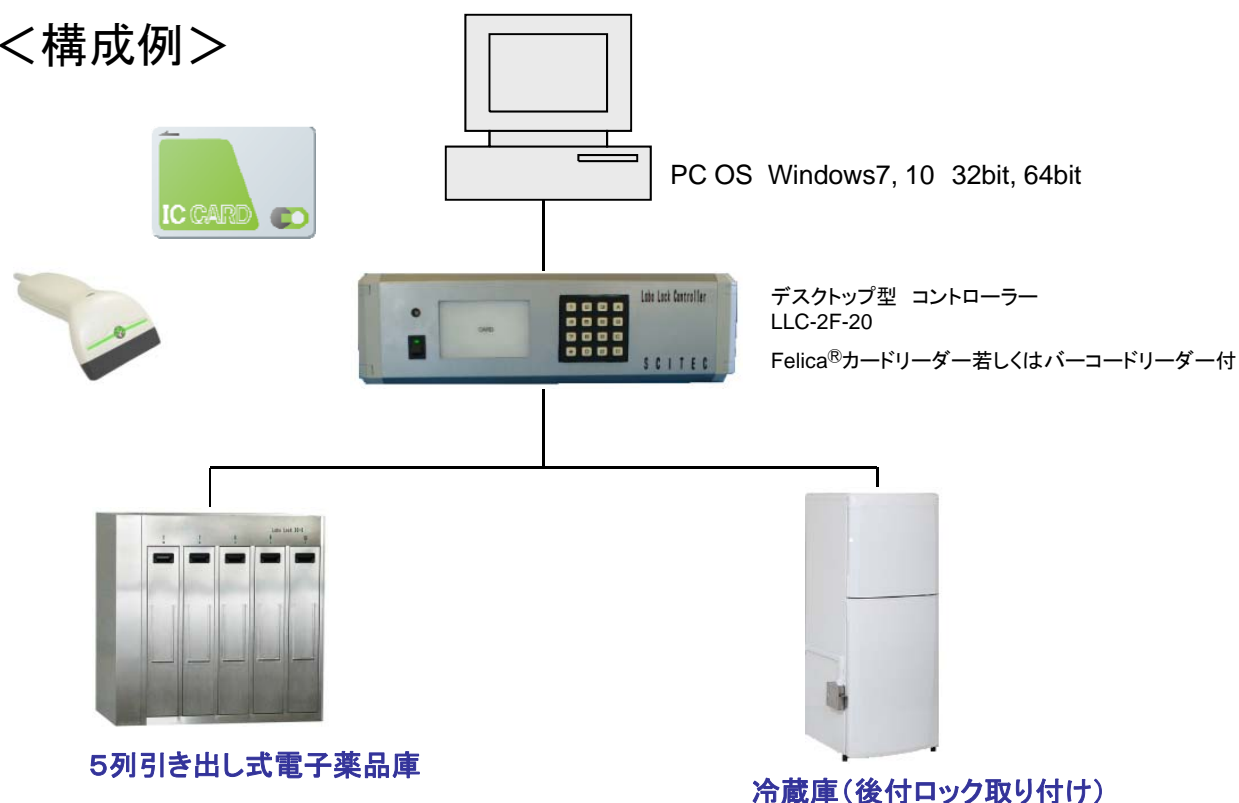 ＜構成例＞
IC CARD
PC OS  Windows7, 10   32bit, 64bit
デスクトップ型　コントローラー
LLC-2F-20
Felica®カードリーダー若しくはバーコードリーダー付
Labo Lock Controller
CARD
SCITEC
５列引き出し式電子薬品庫
冷蔵庫（後付ロック取り付け）